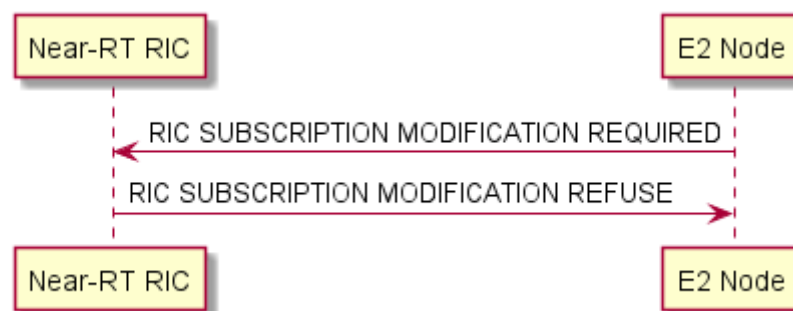 Near-RT RIC
E2 Node
RIC SUBSCRIPTION MODIFICATION REQUIRED
RIC SUBSCRIPTION MODIFICATION REFUSE
Near-RT RIC
E2 Node